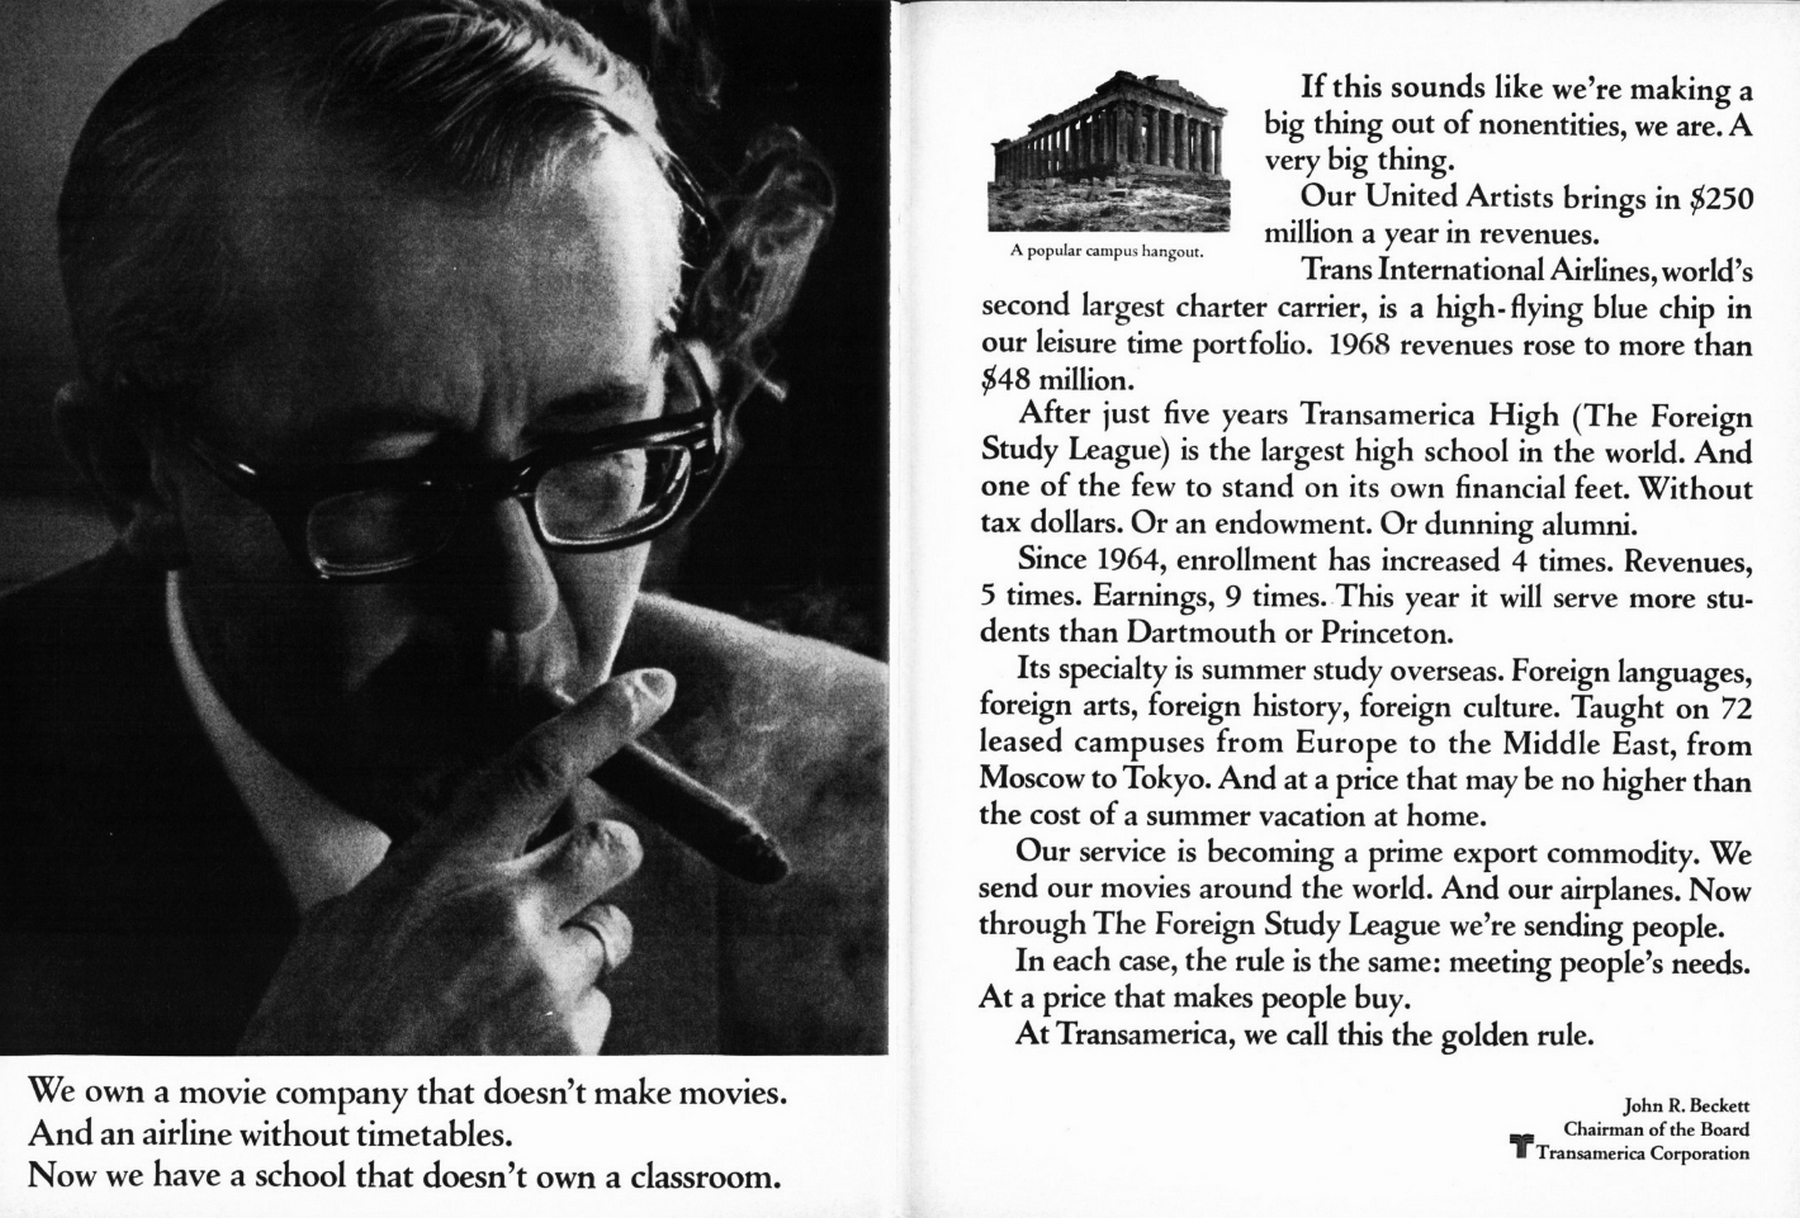 We own a movie company that doesn't make movies.
And an airline without timetables.
Now we have a school that doesn't own a classroom.
A popular campus hangout.
If this sounds like we're making a
big thing out of nonentities, we are. A
very big thing.
Our United Artists brings in $250
million a year in revenues.
Trans International Airlines, world's
second largest charter carrier, is a high-flying blue chip in
our leisure time portfolio. 1968 revenues rose to more than
$48 million.
After just five years Transamerica High (The Foreign
Study League) is the largest high school in the world. And
one of the few to stand on its own financial feet. Without
tax dollars. Or an endowment. Or dunning alumni.
Since 1964, enrollment has increased 4 times. Revenues,
5 times. Earnings, 9 times. This year it will serve more stu-
dents than Dartmouth or Princeton.
Its specialty is summer study overseas. Foreign languages,
foreign arts, foreign history, foreign culture. Taught on 72
leased campuses from Europe to the Middle East, from
Moscow to Tokyo. And at a price that may be no higher than
the cost of a summer vacation at home.
Our service is becoming a prime export commodity. We
send our movies around the world. And our airplanes. Now
through The Foreign Study League we're sending people.
In each case, the rule is the same: meeting people's needs.
At a price that makes people buy.
At Transamerica, we call this the golden rule.
John R. Beckett
Chairman of the Board
Transamerica Corporation